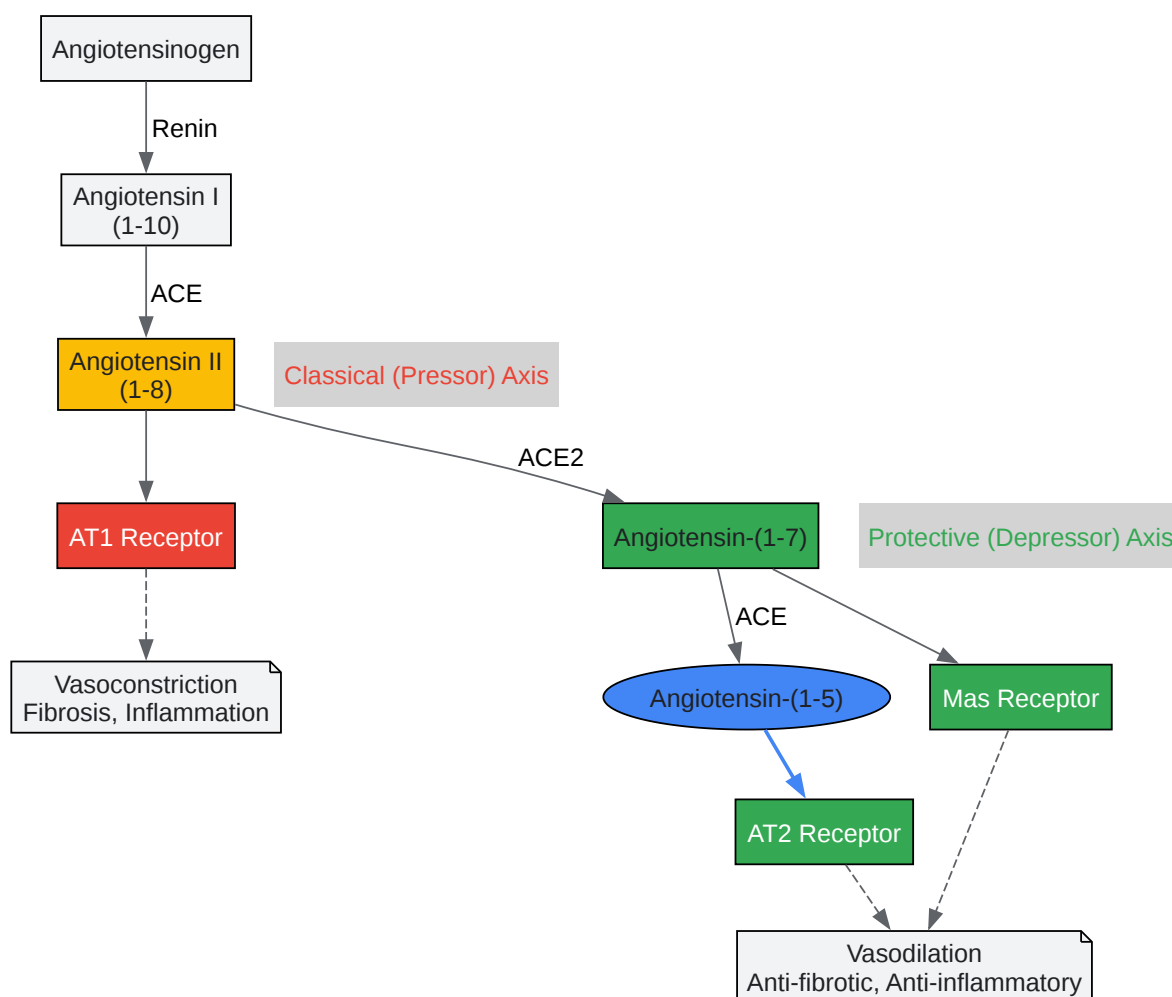 Angiotensinogen
Renin
Angiotensin I
(1-10)
ACE
Angiotensin II
(1-8)
Classical (Pressor) Axis
ACE2
AT1 Receptor
Angiotensin-(1-7)
Protective (Depressor) Axis
ACE
Vasoconstriction
Fibrosis, Inflammation
Angiotensin-(1-5)
Mas Receptor
AT2 Receptor
Vasodilation
Anti-fibrotic, Anti-inflammatory